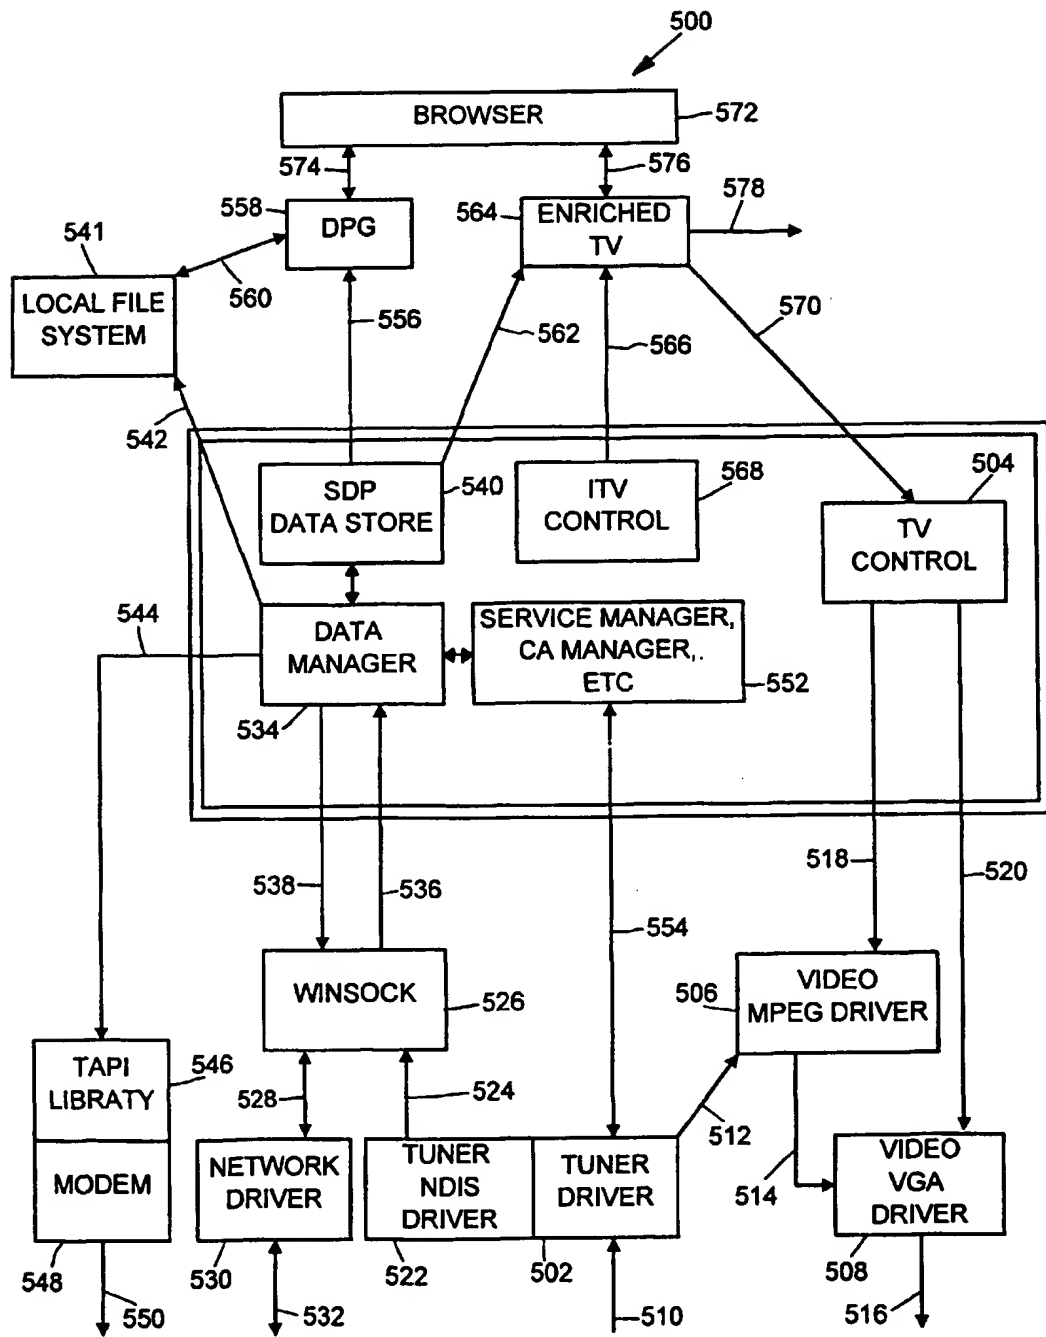 500
BROWSER
572
574
576
558
DPG
564
ENRICHED
TV
578
541
LOCAL FILE
SYSTEM
560
556
562
566
570
542
SDP
DATA STORE
540
ITV
CONTROL
568
504
TV
CONTROL
544
DATA
MANAGER
534
SERVICE MANAGER,
CA MANAGER,.
ETC
552
538
536
554
518
520
WINSOCK
526
506
VIDEO
MPEG DRIVER
TAPI
LIBRATY
546
528
524
512
514
MODEM
548
550
NETWORK
DRIVER
530
532
TUNER
NDIS
DRIVER
522
TUNER
DRIVER
502
510
VIDEO
VGA
DRIVER
508
516